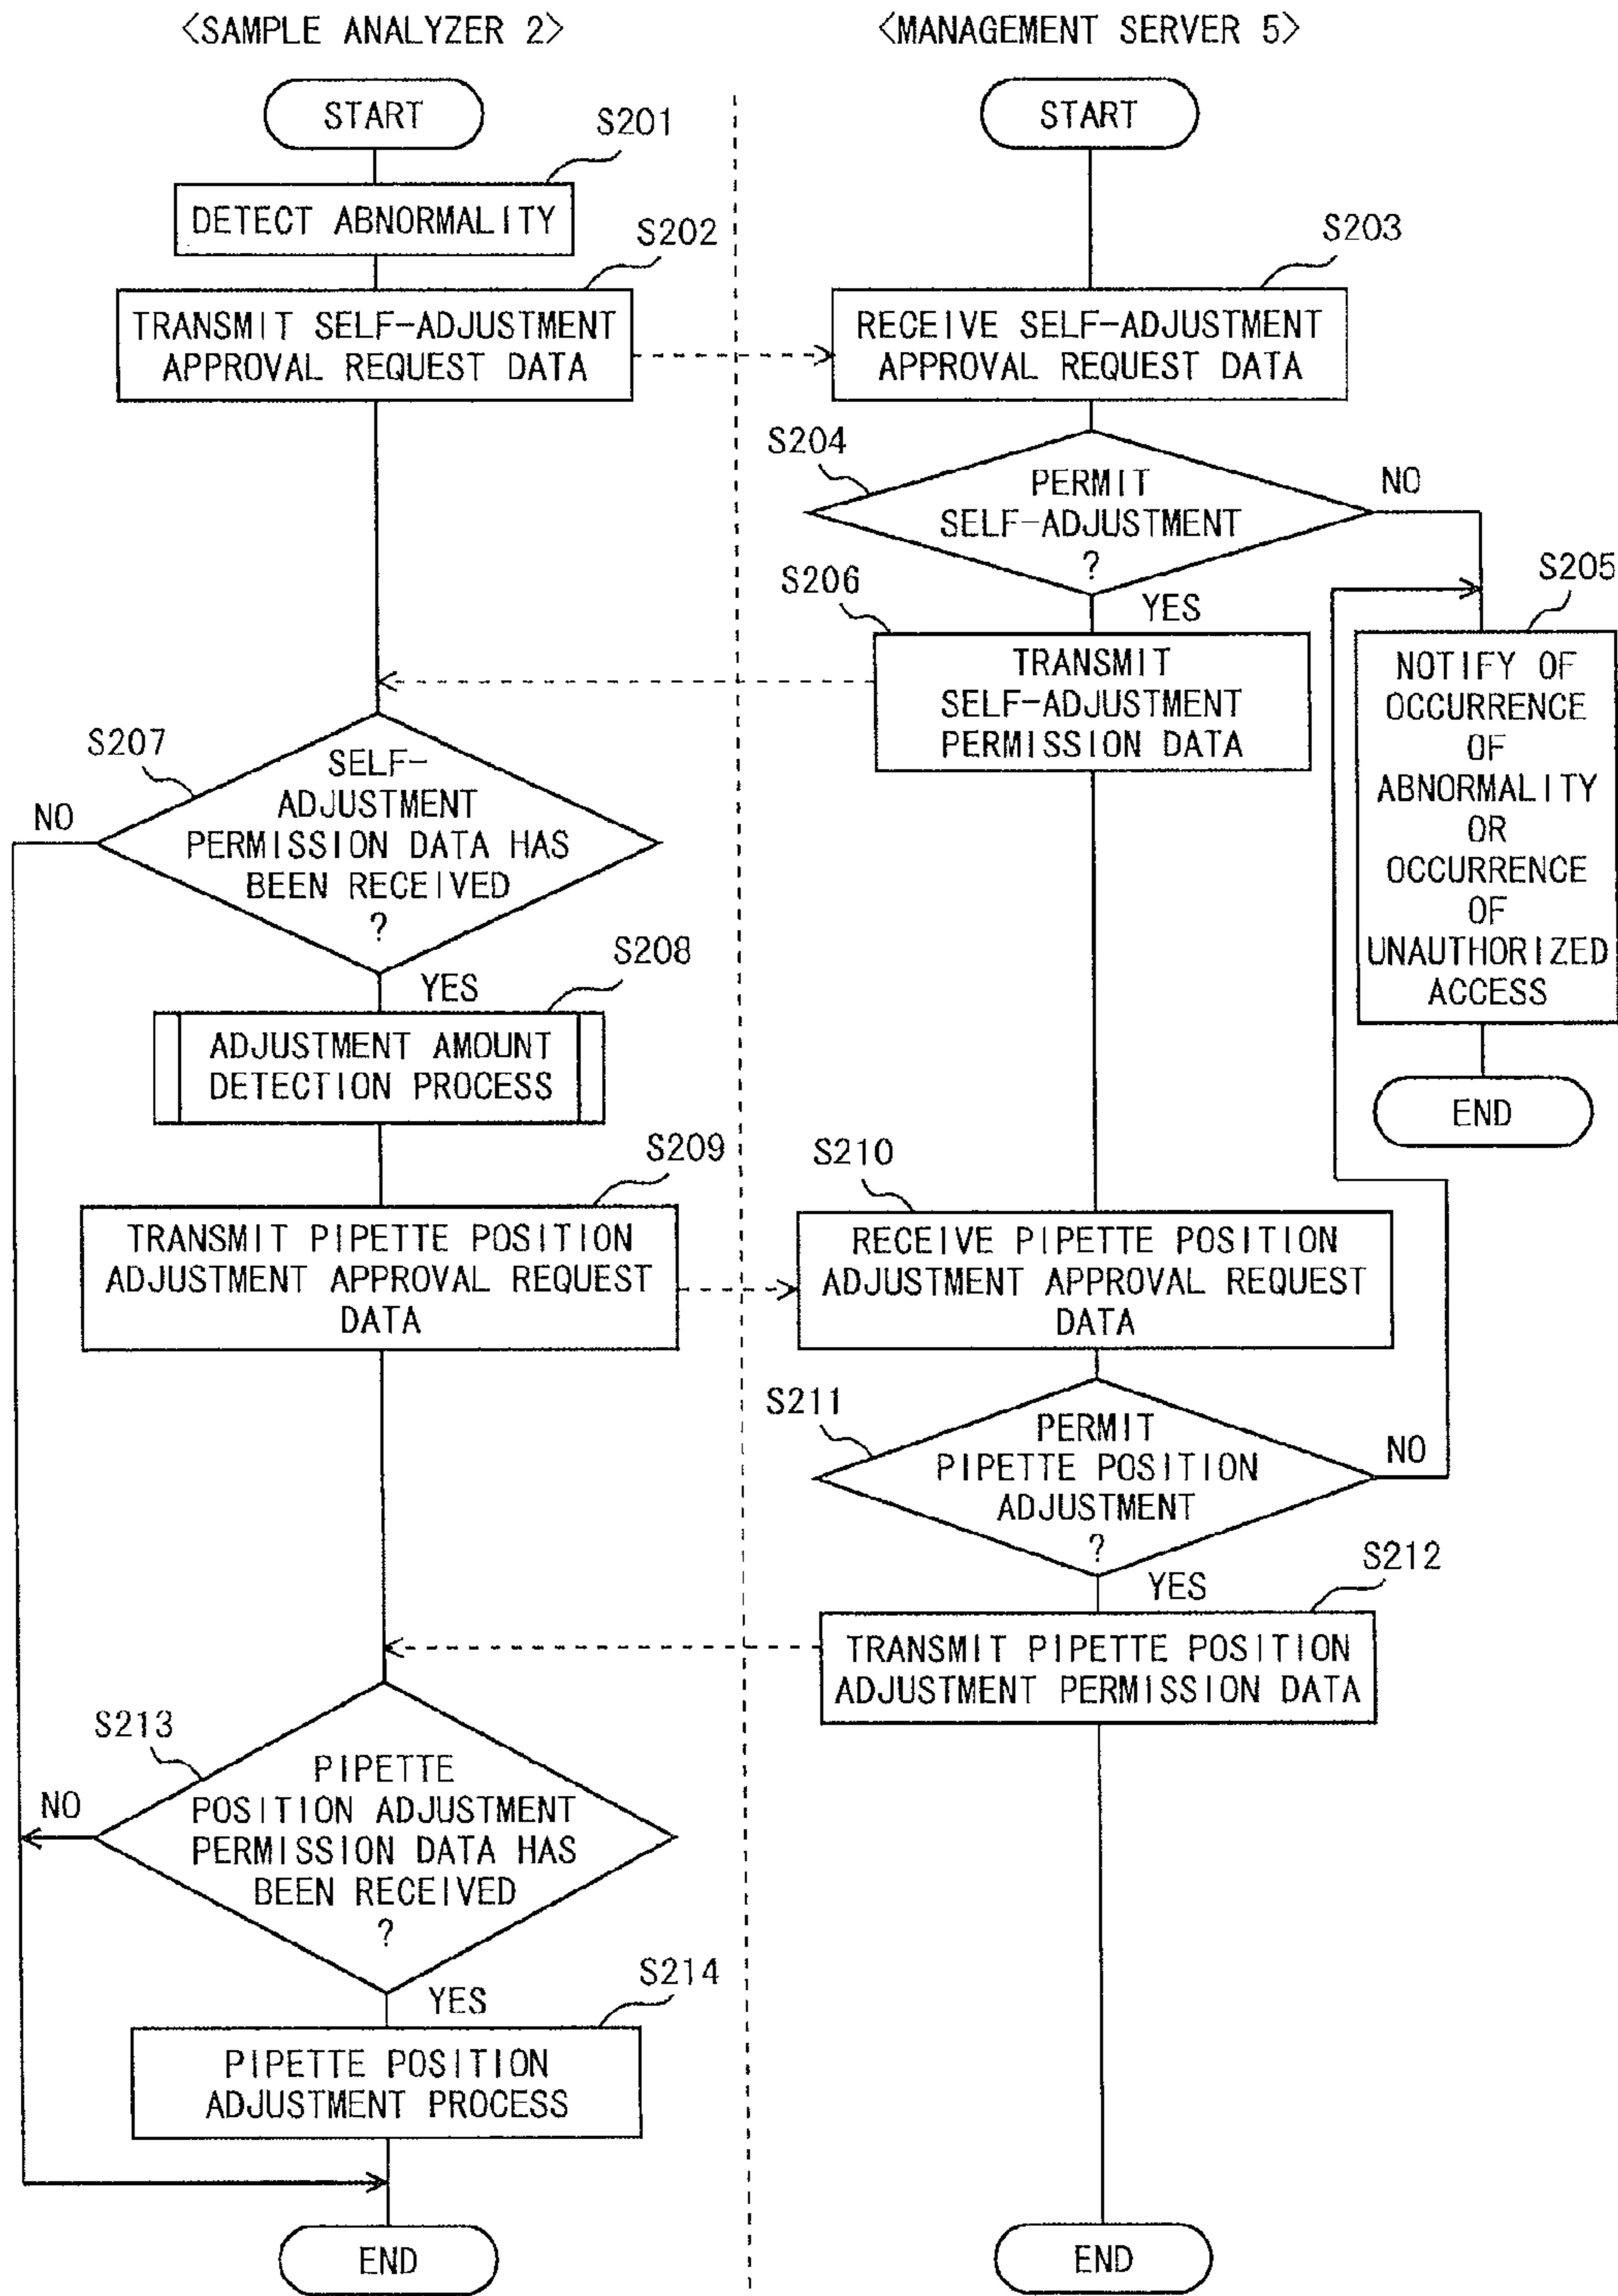 <SAMPLE ANALYZER 2>
<MANAGEMENT SERVER 5>
START
START
S201
DETECT ABNORMALITY
S202
TRANSMIT SELF-ADJUSTMENT
APPROVAL REQUEST DATA
S203
RECEIVE SELF-ADJUSTMENT
APPROVAL REQUEST DATA
S204
PERMIT
SELF-ADJUSTMENT
?
NO
YES
S205
NOTIFY OF
OCCURRENCE
OF
ABNORMALITY
OR
OCCURRENCE
OF
UNAUTHORIZED
ACCESS
END
S206
TRANSMIT
SELF-ADJUSTMENT
PERMISSION DATA
S207
SELF-
ADJUSTMENT
PERMISSION DATA HAS
BEEN RECEIVED
?
NO
YES
S208
ADJUSTMENT AMOUNT
DETECTION PROCESS
S209
TRANSMIT PIPETTE POSITION
ADJUSTMENT APPROVAL REQUEST
DATA
S210
RECEIVE PIPETTE POSITION
ADJUSTMENT APPROVAL REQUEST
DATA
S211
PERMIT
PIPETTE POSITION
ADJUSTMENT
?
NO
YES
S212
TRANSMIT PIPETTE POSITION
ADJUSTMENT PERMISSION DATA
S213
PIPETTE
POSITION ADJUSTMENT
PERMISSION DATA HAS
BEEN RECEIVED
?
NO
YES
S214
PIPETTE POSITION
ADJUSTMENT PROCESS
END
END